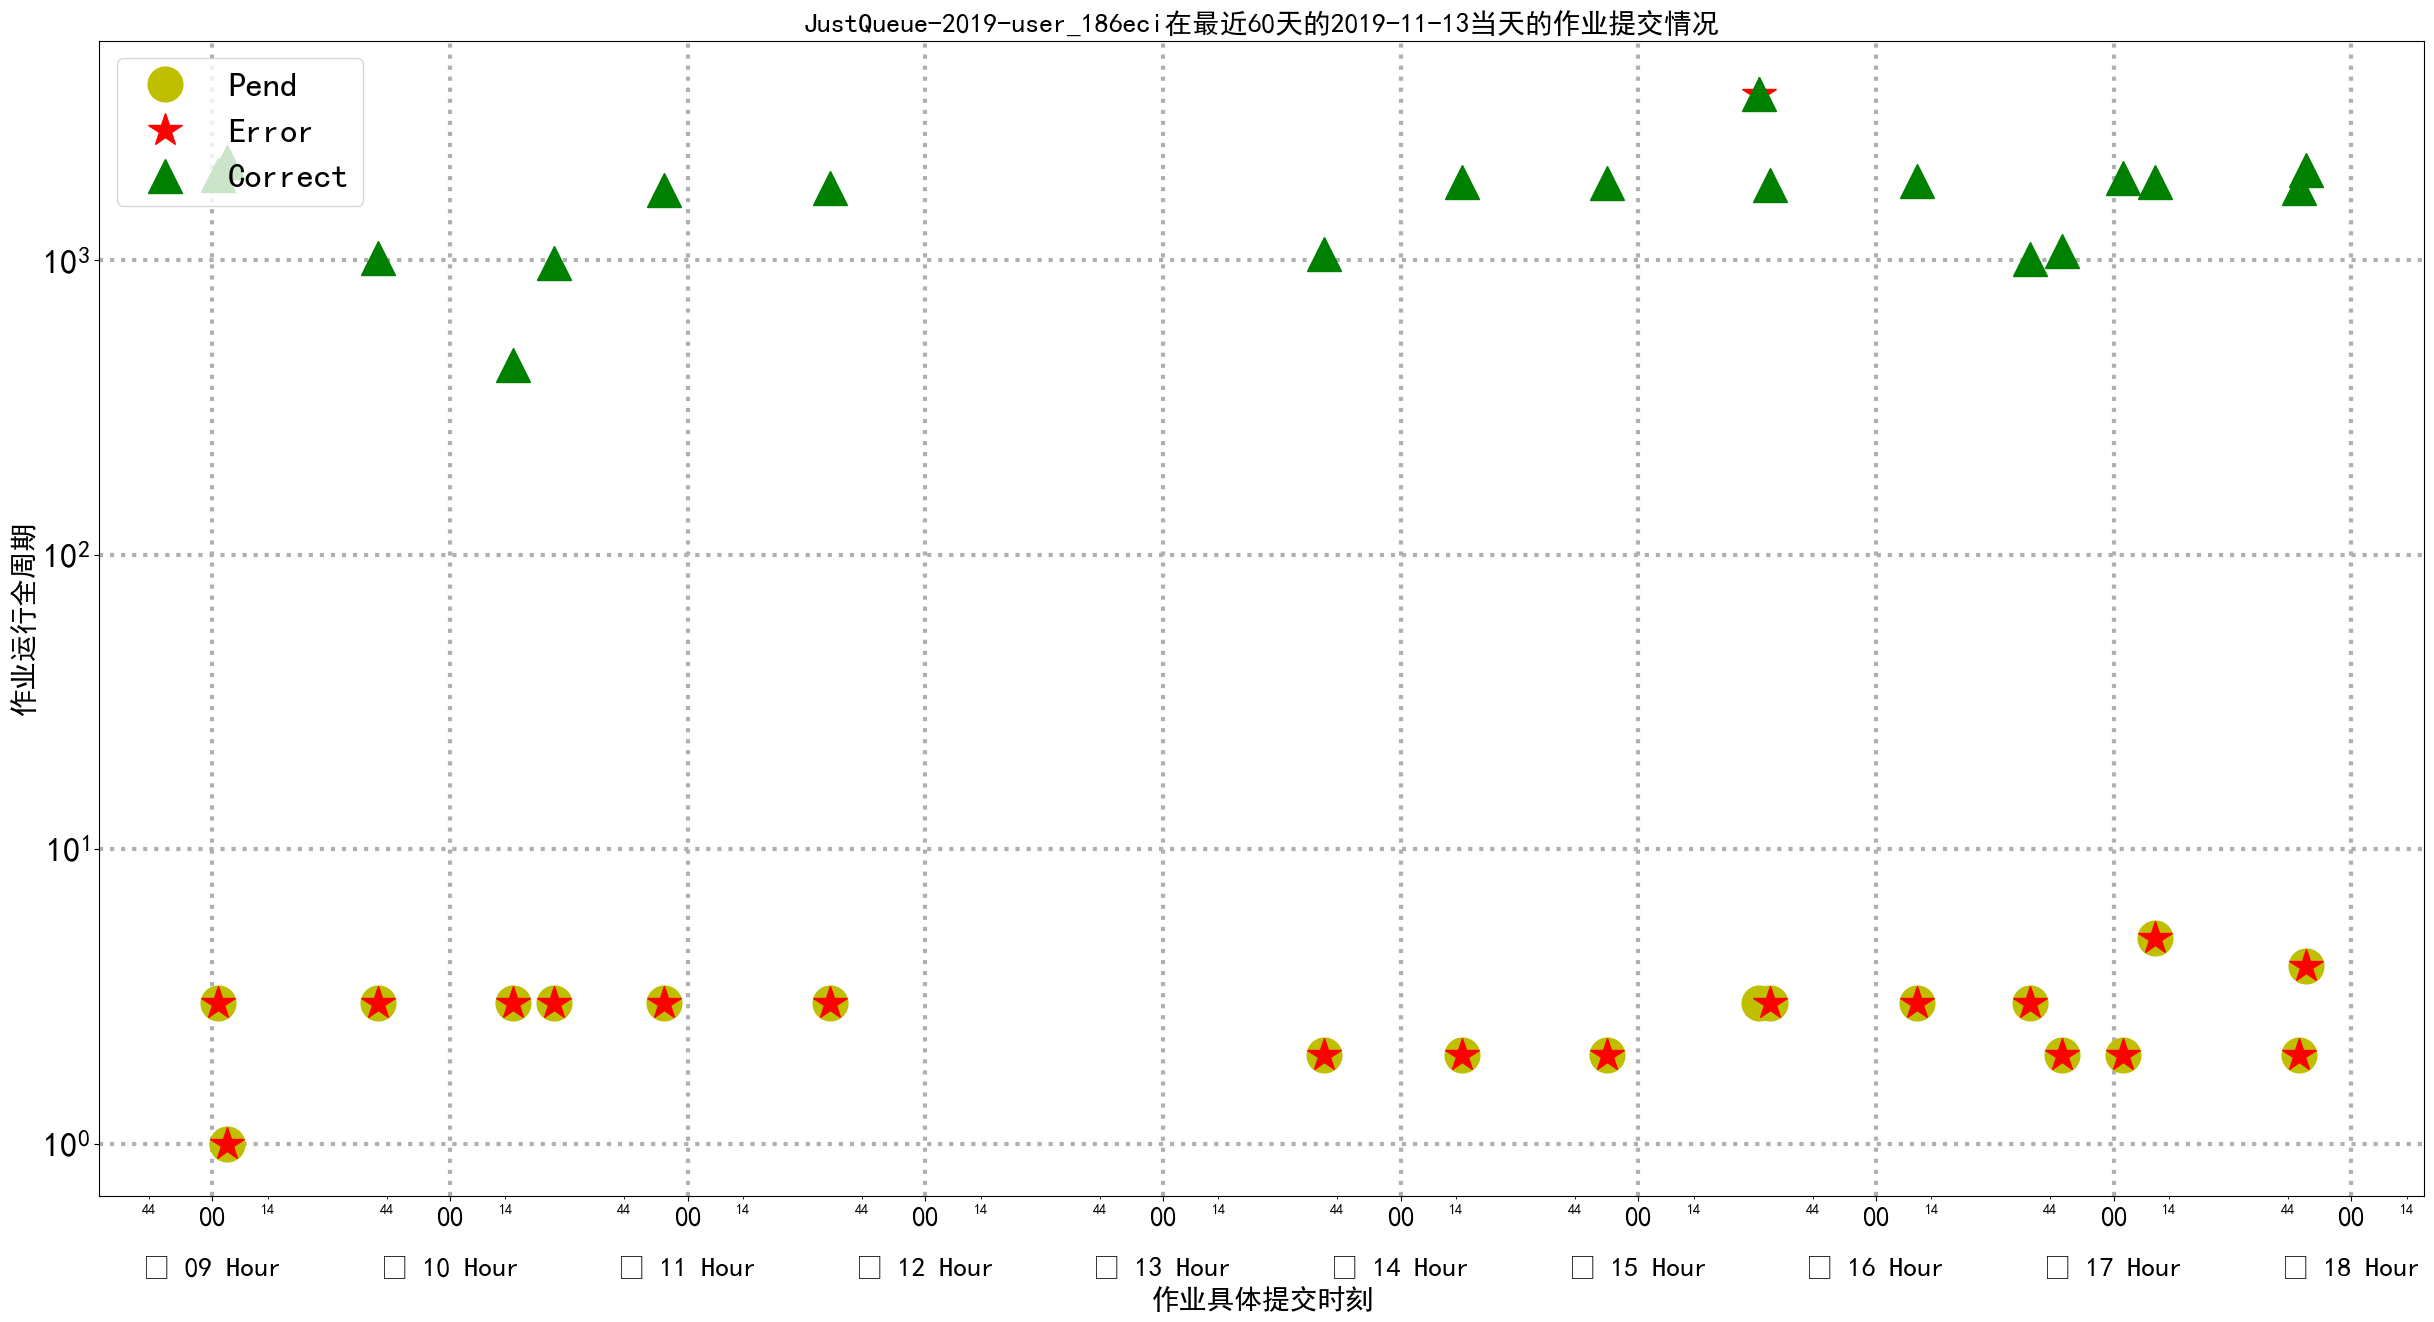 JustQueue-2019-user_186eci在最近60天的2019-11-13当天的作业提交情况
Pend
Error
Correct
10³
10²
10¹
10⁰
作业运行全周期
44 00 14 44 00 14 44 00 14 44 00 14 44 00 14 44 00 14 44 00 14 44 00 14 44 00 14 44 00 14
□ 09 Hour □ 10 Hour □ 11 Hour □ 12 Hour □ 13 Hour □ 14 Hour □ 15 Hour □ 16 Hour □ 17 Hour □ 18 Hour
作业具体提交时刻